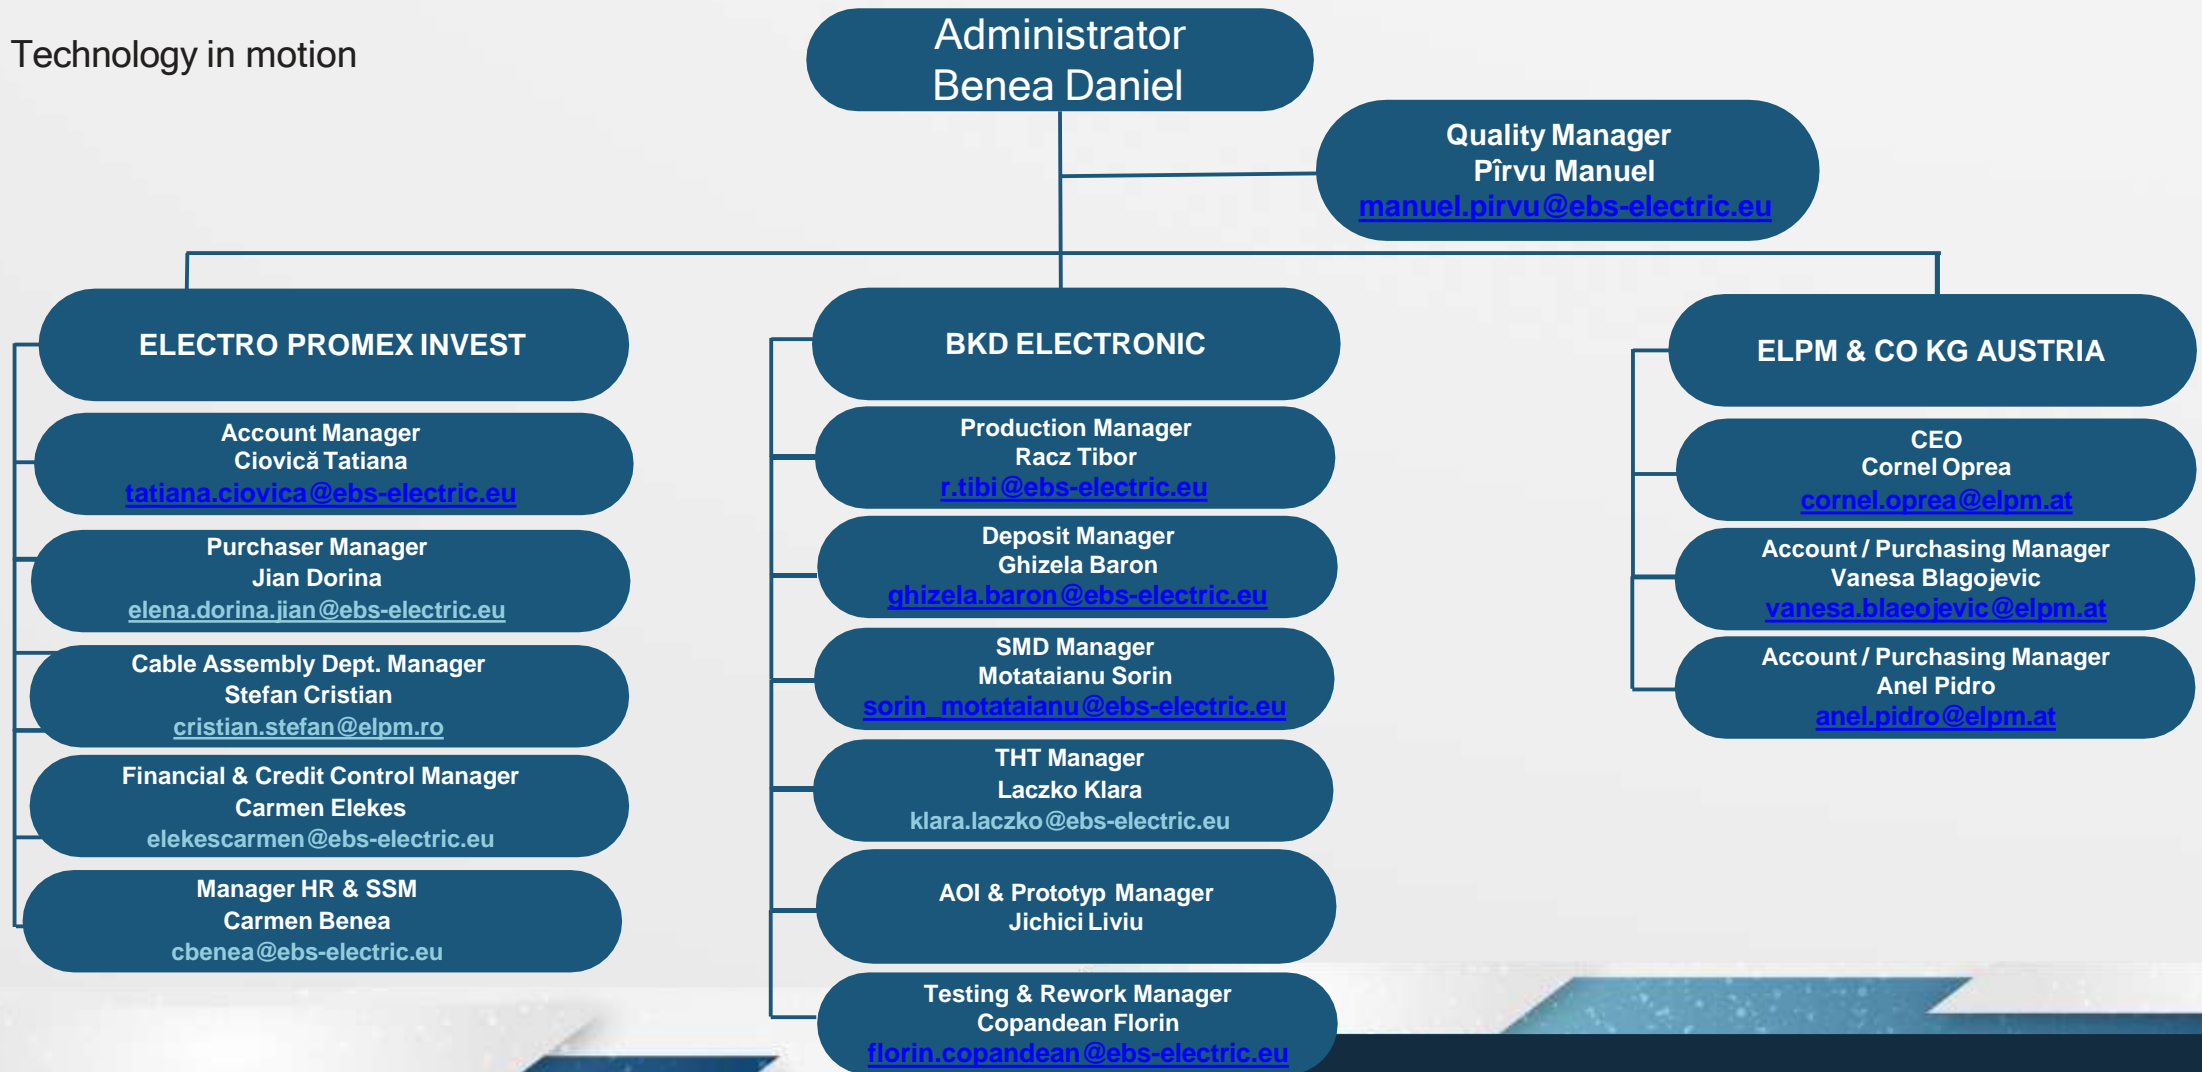 Technology in motion
Administrator
Benea Daniel
Quality Manager
Pîrvu Manuel
manuel.pirvu@ebs-electric.eu
ELECTRO PROMEX INVEST
Account Manager
Ciovică Tatiana
tatiana.ciovica@ebs-electric.eu
Purchaser Manager
Jian Dorina
elena.dorina.jian@ebs-electric.eu
Cable Assembly Dept. Manager
Stefan Cristian
cristian.stefan@elpm.ro
Financial & Credit Control Manager
Carmen Elekes
elekescarmen@ebs-electric.eu
Manager HR & SSM
Carmen Benea
cbenea@ebs-electric.eu
BKD ELECTRONIC
Production Manager
Racz Tibor
r.tibi@ebs-electric.eu
Deposit Manager
Ghizela Baron
ghizela.baron@ebs-electric.eu
SMD Manager
Motataianu Sorin
sorin_motataianu@ebs-electric.eu
THT Manager
Laczko Klara
klara.laczko@ebs-electric.eu
AOI & Prototyp Manager
Jichici Liviu
Testing & Rework Manager
Copandean Florin
florin.copandean@ebs-electric.eu
ELPM & CO KG AUSTRIA
CEO
Cornel Oprea
cornel.oprea@elpm.at
Account / Purchasing Manager
Vanesa Blagojevic
vanesa.blaeojevic@elpm.at
Account / Purchasing Manager
Anel Pidro
anel.pidro@elpm.at